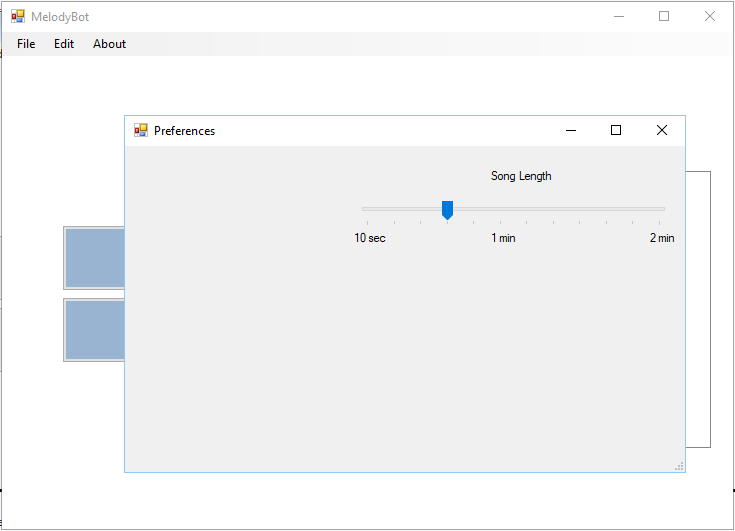 MelodyBot
File Edit About
Preferences
Song Length
10 sec 1 min 2 min